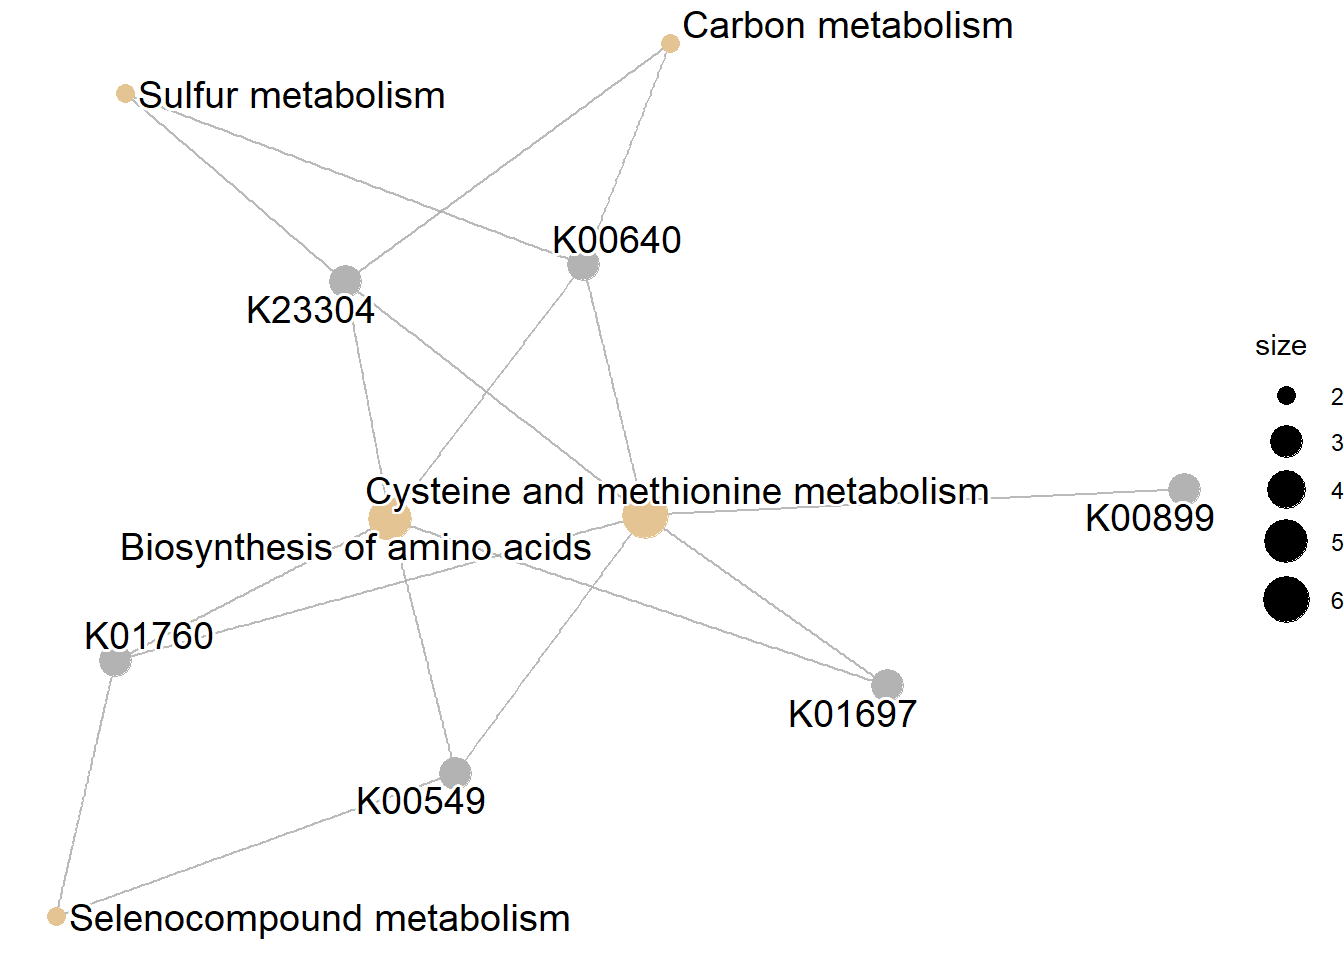 Carbon metabolism
Sulfur metabolism
K00640
K23304
size
2
3
4
5
6
Cysteine and methionine metabolism
K00899
Biosynthesis of amino acids
K01760
K01697
K00549
Selenocompound metabolism